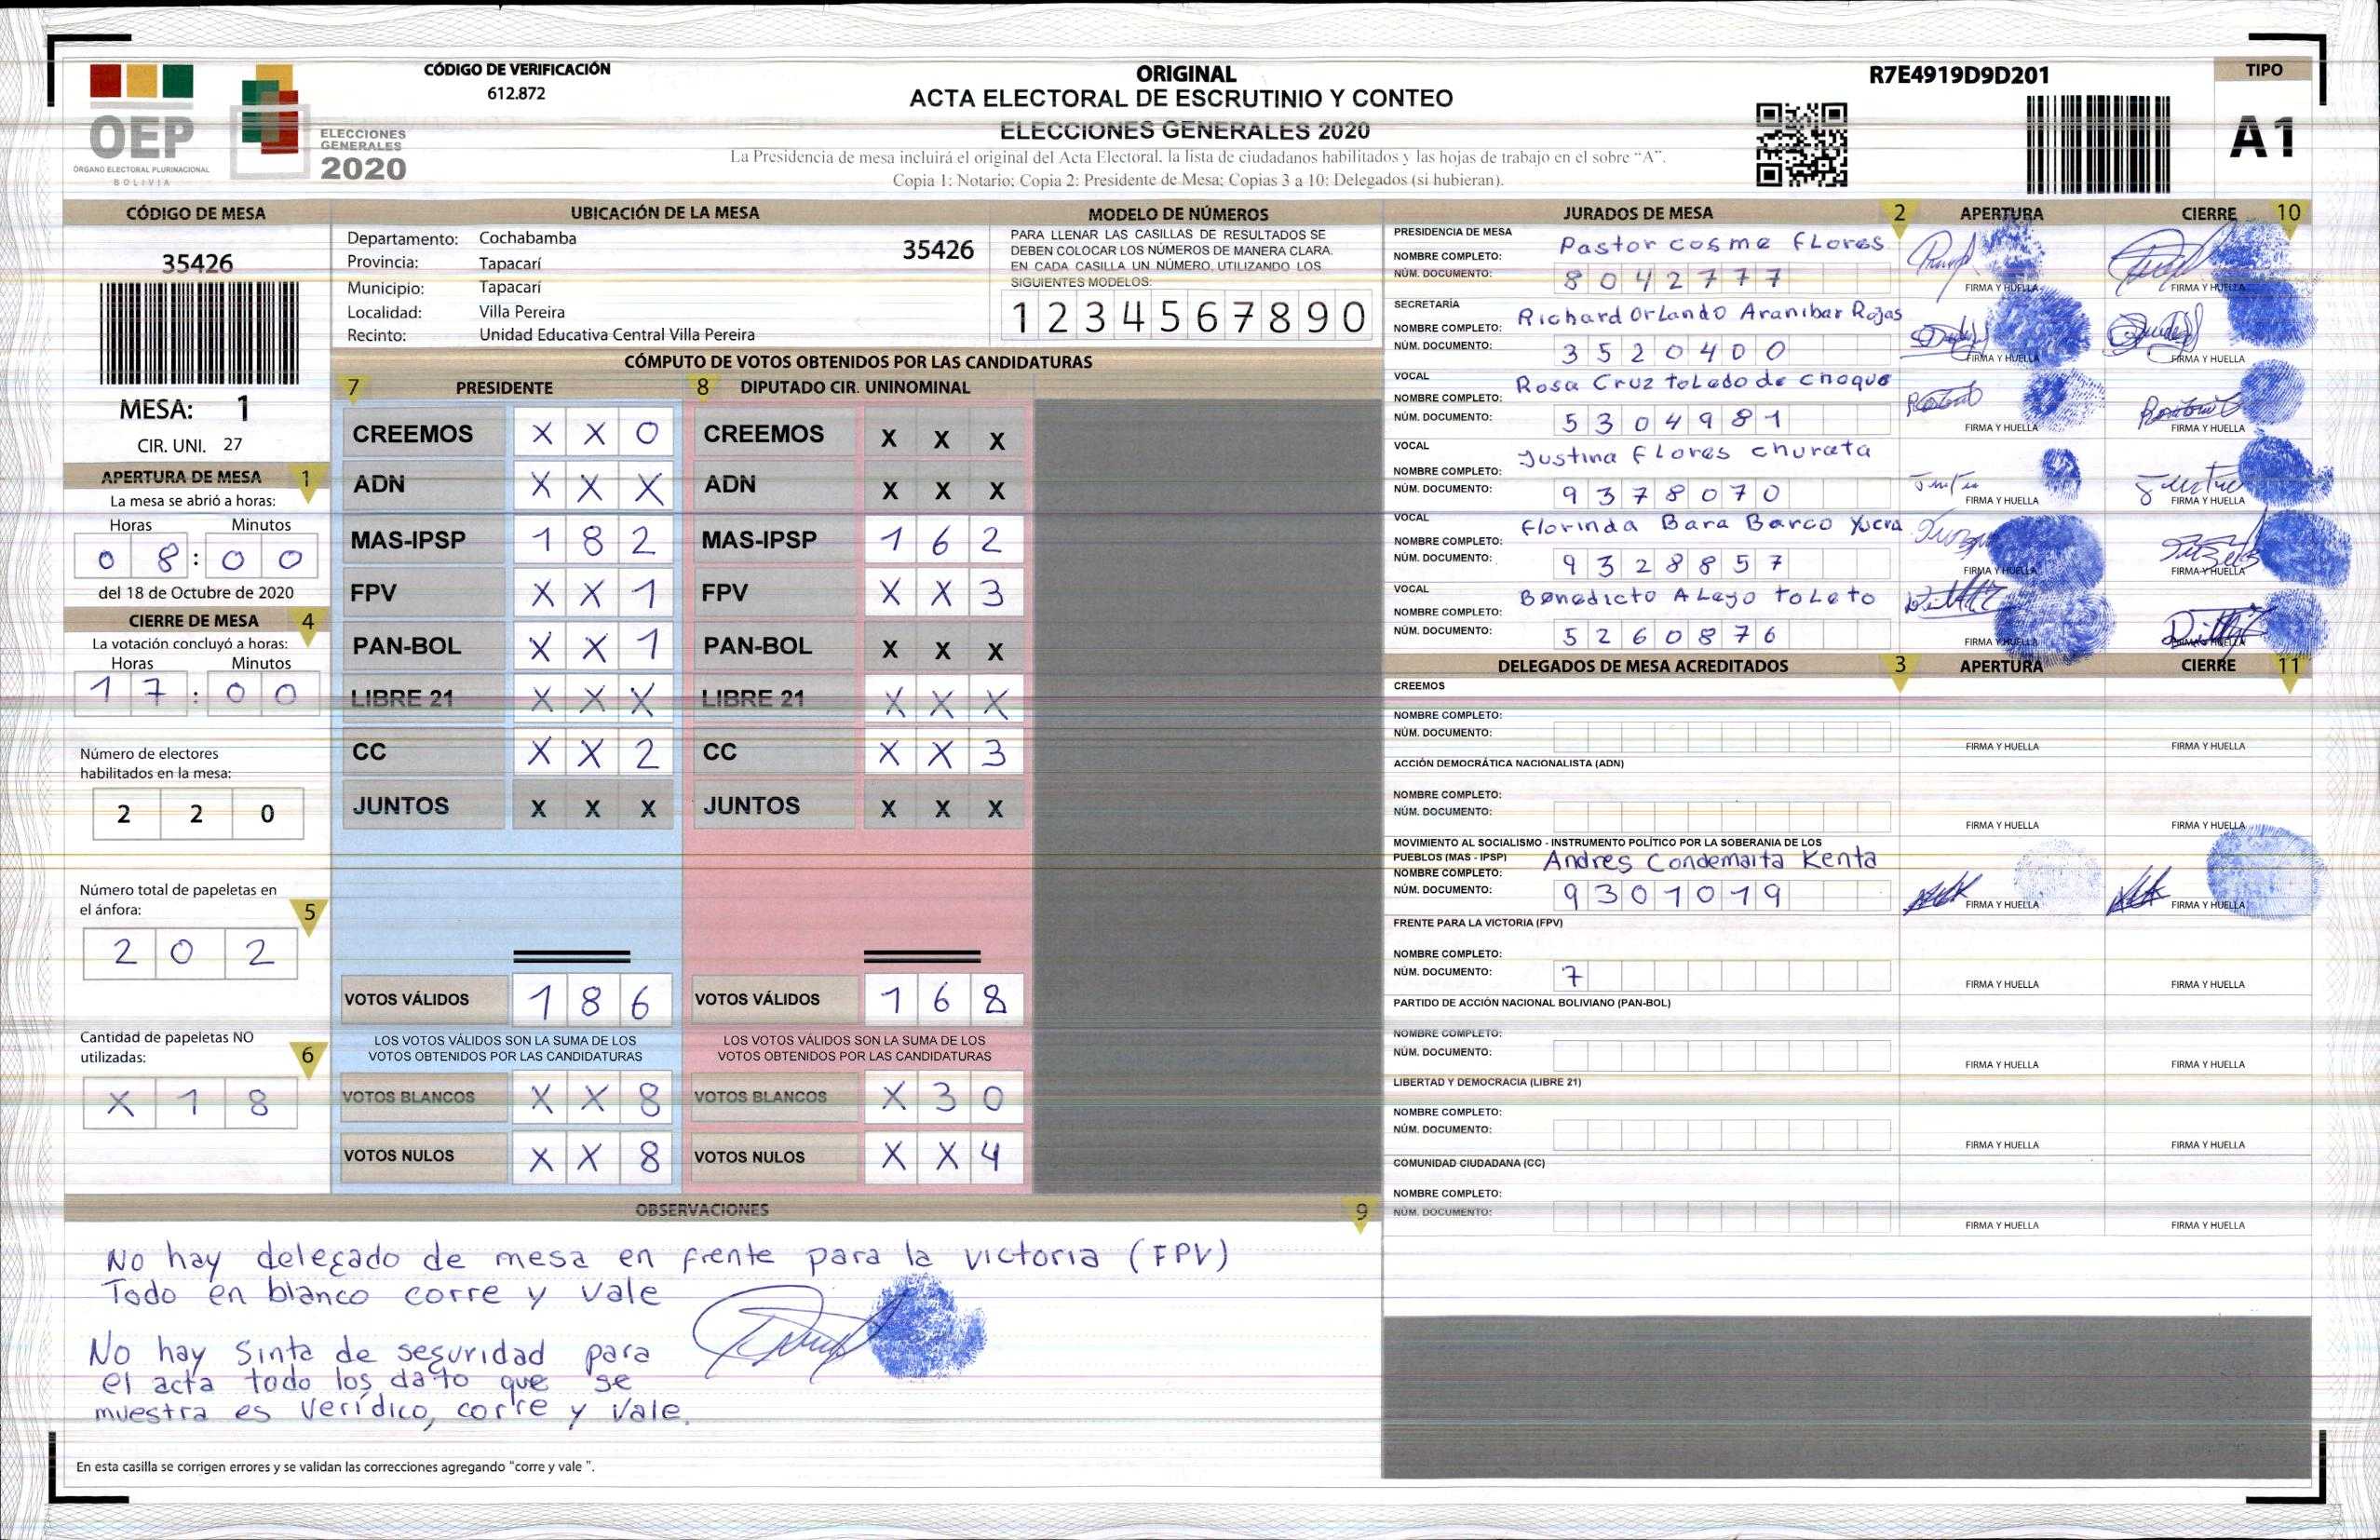 CÓDIGO DE VERIFICACIÓN
612.872
OEP
ÓRGANO ELECTORAL PLURINACIONAL
BOLIVIA
ELECCIONES
GENERALES
2020
ORIGINAL
ACTA ELECTORAL DE ESCRUTINIO Y CONTEO
ELECCIONES GENERALES 2020
La Presidencia de mesa incluirá el original del Acta Electoral, la lista de ciudadanos habilitados y las hojas de trabajo en el sobre “A”.
Copia 1: Notario; Copia 2: Presidente de Mesa; Copias 3 a 10: Delegados (si hubieran).
R7E4919D9D201
TIPO
A1
CÓDIGO DE MESA
35426
MESA: 1
CIR. UNI. 27
APERTURA DE MESA 1
La mesa se abrió a horas:
Horas Minutos
0 8 : 0 0
del 18 de Octubre de 2020
CIERRE DE MESA 4
La votación concluyó a horas:
Horas Minutos
1 7 : 0 0
Número de electores
habilitados en la mesa:
2 2 0
Número total de papeletas en
el ánfora: 5
2 0 2
Cantidad de papeletas NO
utilizadas: 6
X 1 8
UBICACIÓN DE LA MESA
Departamento: Cochabamba 35426
Provincia: Tapacarí
Municipio: Tapacarí
Localidad: Villa Pereira
Recinto: Unidad Educativa Central Villa Pereira
MODELO DE NÚMEROS
PARA LLENAR LAS CASILLAS DE RESULTADOS SE
DEBEN COLOCAR LOS NÚMEROS DE MANERA CLARA.
EN CADA CASILLA UN NÚMERO, UTILIZANDO LOS
SIGUIENTES MODELOS:
1 2 3 4 5 6 7 8 9 0
CÓMPUTO DE VOTOS OBTENIDOS POR LAS CANDIDATURAS
7 PRESIDENTE 8 DIPUTADO CIR. UNINOMINAL
CREEMOS X X 0 CREEMOS X X X
ADN X X X ADN X X X
MAS-IPSP 1 8 2 MAS-IPSP 1 6 2
FPV X X 1 FPV X X 3
PAN-BOL X X 1 PAN-BOL X X X
LIBRE 21 X X X LIBRE 21 X X X
CC X X 2 CC X X 3
JUNTOS X X X JUNTOS X X X
VOTOS VÁLIDOS 1 8 6 VOTOS VÁLIDOS 1 6 8
LOS VOTOS VÁLIDOS SON LA SUMA DE LOS LOS VOTOS VÁLIDOS SON LA SUMA DE LOS
VOTOS OBTENIDOS POR LAS CANDIDATURAS VOTOS OBTENIDOS POR LAS CANDIDATURAS
VOTOS BLANCOS X X 8 VOTOS BLANCOS X 3 0
VOTOS NULOS X X 8 VOTOS NULOS X X 4
OBSERVACIONES 9
No hay delegado de mesa en frente para la victoria (FPV)
Todo en blanco corre y vale
No hay Sinta de seguridad para
el acta todo los dato que se
muestra es Verídico, corre y vale.
En esta casilla se corrigen errores y se validan las correcciones agregando “corre y vale ”.
JURADOS DE MESA 2 APERTURA CIERRE 10
PRESIDENCIA DE MESA
NOMBRE COMPLETO: Pastor cosme FLores
NÚM. DOCUMENTO: 8 0 4 2 7 7 7
FIRMA Y HUELLA FIRMA Y HUELLA
SECRETARÍA
NOMBRE COMPLETO: Richard Orlando Aranibar Rojas
NÚM. DOCUMENTO: 3 5 2 0 4 0 0
FIRMA Y HUELLA FIRMA Y HUELLA
VOCAL
NOMBRE COMPLETO: Rosa Cruz toLedo de choque
NÚM. DOCUMENTO: 5 3 0 4 9 8 1
FIRMA Y HUELLA FIRMA Y HUELLA
VOCAL
NOMBRE COMPLETO: Justina FLores churata
NÚM. DOCUMENTO: 9 3 7 8 0 7 0
FIRMA Y HUELLA FIRMA Y HUELLA
VOCAL
NOMBRE COMPLETO: Florinda Bara Barco Yucra
NÚM. DOCUMENTO: 9 3 2 8 8 5 7
FIRMA Y HUELLA FIRMA Y HUELLA
VOCAL
NOMBRE COMPLETO: Benedicto ALejo toLeto
NÚM. DOCUMENTO: 5 2 6 0 8 7 6
FIRMA Y HUELLA FIRMA Y HUELLA
DELEGADOS DE MESA ACREDITADOS 3 APERTURA CIERRE 11
CREEMOS
NOMBRE COMPLETO:
NÚM. DOCUMENTO:
FIRMA Y HUELLA FIRMA Y HUELLA
ACCIÓN DEMOCRÁTICA NACIONALISTA (ADN)
NOMBRE COMPLETO:
NÚM. DOCUMENTO:
FIRMA Y HUELLA FIRMA Y HUELLA
MOVIMIENTO AL SOCIALISMO - INSTRUMENTO POLÍTICO POR LA SOBERANIA DE LOS
PUEBLOS (MAS - IPSP)
NOMBRE COMPLETO: Andres Condemaita Kenta
NÚM. DOCUMENTO: 9 3 0 1 0 1 9
FIRMA Y HUELLA FIRMA Y HUELLA
FRENTE PARA LA VICTORIA (FPV)
NOMBRE COMPLETO:
NÚM. DOCUMENTO: 7
FIRMA Y HUELLA FIRMA Y HUELLA
PARTIDO DE ACCIÓN NACIONAL BOLIVIANO (PAN-BOL)
NOMBRE COMPLETO:
NÚM. DOCUMENTO:
FIRMA Y HUELLA FIRMA Y HUELLA
LIBERTAD Y DEMOCRACIA (LIBRE 21)
NOMBRE COMPLETO:
NÚM. DOCUMENTO:
FIRMA Y HUELLA FIRMA Y HUELLA
COMUNIDAD CIUDADANA (CC)
NOMBRE COMPLETO:
NÚM. DOCUMENTO:
FIRMA Y HUELLA FIRMA Y HUELLA